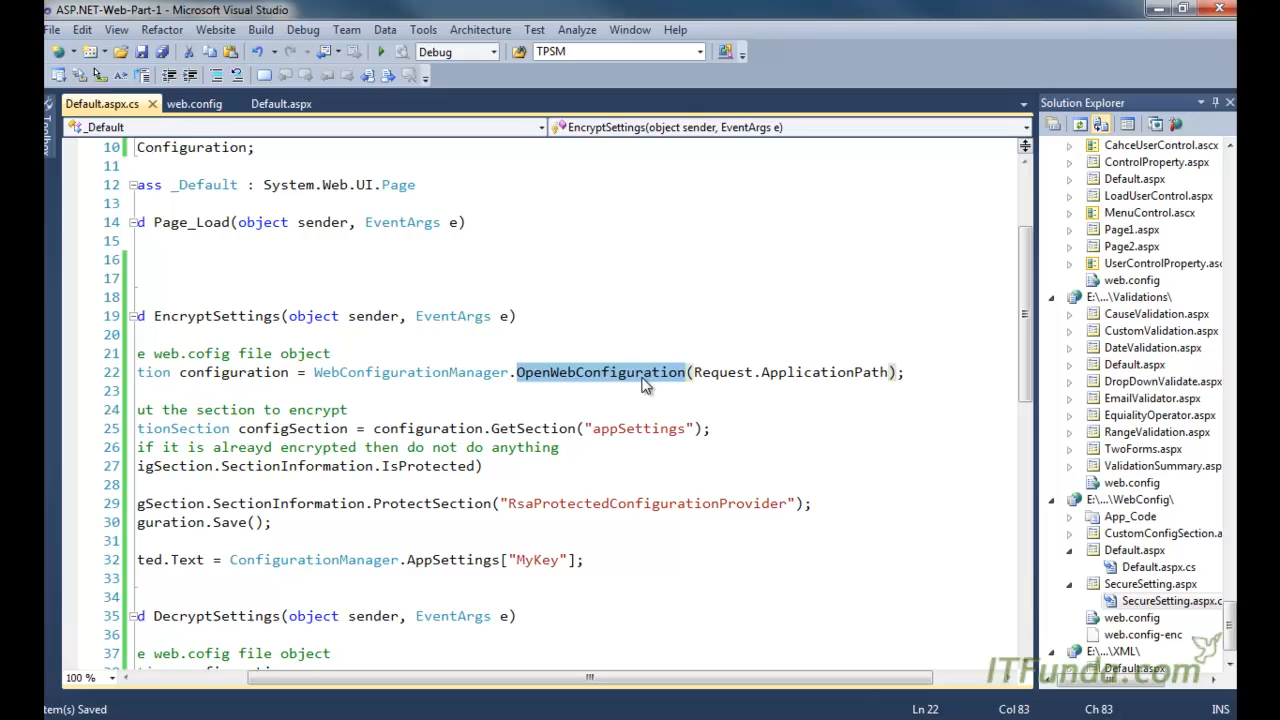 ASP.NET-Web-Part-1 - Microsoft Visual Studio
File Edit View Refactor Website Build Debug Team Data Tools Architecture Test Analyze Window Help
Debug TPSM
Default.aspx.cs web.config Default.aspx
Solution Explorer
Toolbox
_Default EncryptSettings(object sender, EventArgs e)
10 Configuration;
11
12 ass _Default : System.Web.UI.Page
13
14 d Page_Load(object sender, EventArgs e)
15
16
17
18
19 d EncryptSettings(object sender, EventArgs e)
20
21 e web.cofig file object
22 tion configuration = WebConfigurationManager.OpenWebConfiguration(Request.ApplicationPath);
23
24 ut the section to encrypt
25 tionSection configSection = configuration.GetSection("appSettings");
26 if it is alreayd encrypted then do not do anything
27 igSection.SectionInformation.IsProtected)
28
29 gSection.SectionInformation.ProtectSection("RsaProtectedConfigurationProvider");
30 guration.Save();
31
32 ted.Text = ConfigurationManager.AppSettings["MyKey"];
33
34
35 d DecryptSettings(object sender, EventArgs e)
36
37 e web.cofig file object
100 %
CahceUserControl.ascx
ControlProperty.aspx
Default.aspx
LoadUserControl.aspx
MenuControl.ascx
Page1.aspx
Page2.aspx
UserControlProperty.asp
web.config
E:\...\Validations\
CauseValidation.aspx
CustomValidation.aspx
DateValidation.aspx
Default.aspx
DropDownValidate.aspx
EmailValidator.aspx
EquialityOperator.aspx
RangeValidation.aspx
TwoForms.aspx
ValidationSummary.aspx
web.config
E:\...\WebConfig\
App_Code
CustomConfigSection.a
Default.aspx
Default.aspx.cs
SecureSetting.aspx
SecureSetting.aspx.c
web.config
web.config-enc
E:\...\XML\
Default.aspx
ITFunda.com
tem(s) Saved Ln 22 Col 83 Ch 83 INS